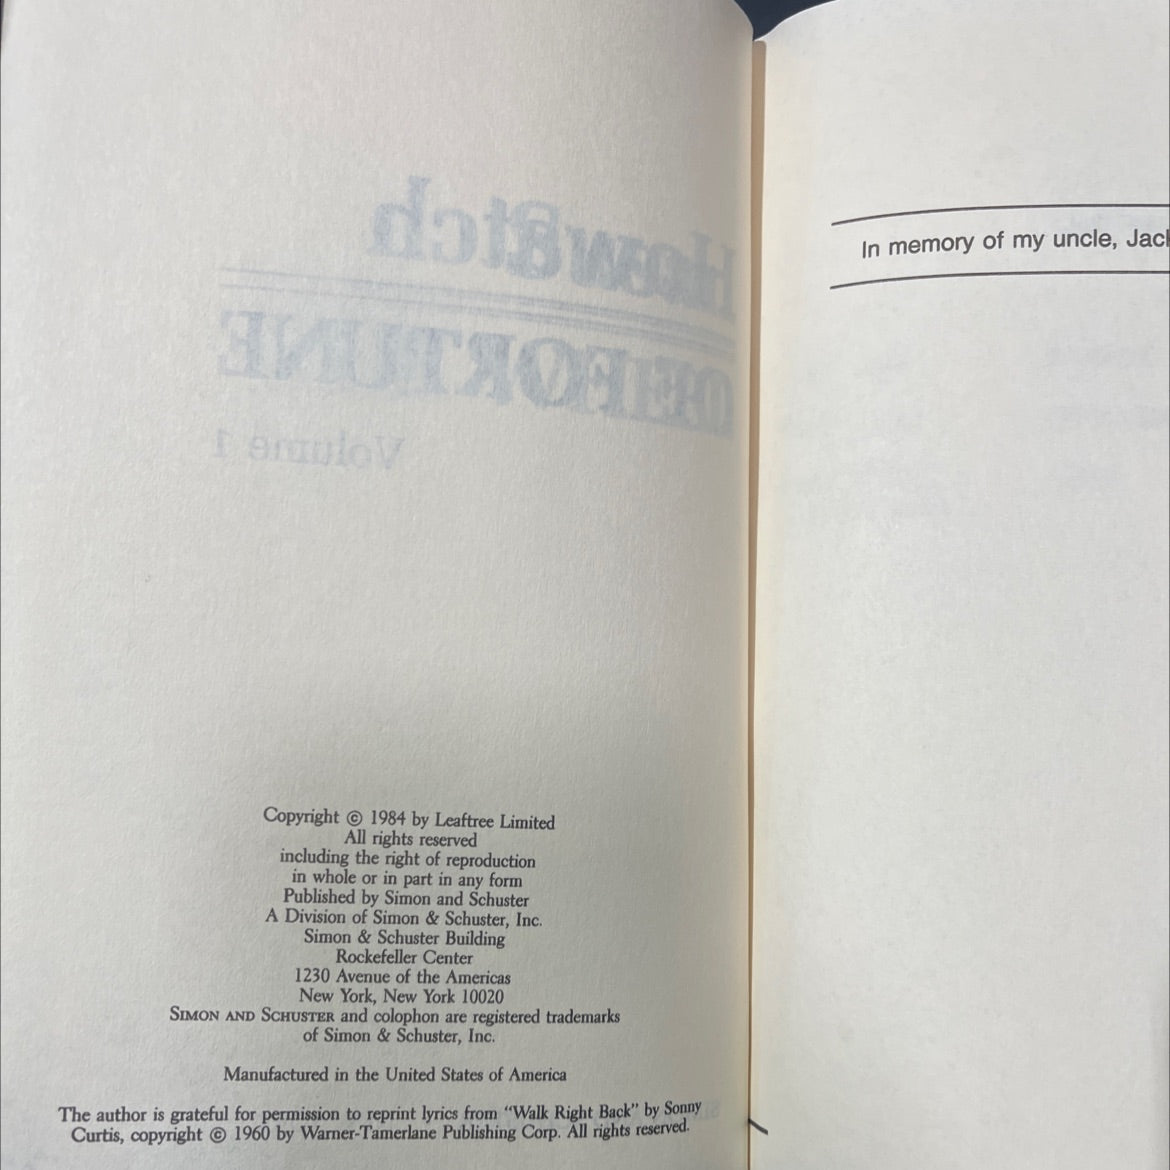 Howatch
OF FORTUNE
Volume 1
Copyright © 1984 by Leaftree Limited
All rights reserved
including the right of reproduction
in whole or in part in any form
Published by Simon and Schuster
A Division of Simon & Schuster, Inc.
Simon & Schuster Building
Rockefeller Center
1230 Avenue of the Americas
New York, New York 10020
SIMON AND SCHUSTER and colophon are registered trademarks
of Simon & Schuster, Inc.
Manufactured in the United States of America
The author is grateful for permission to reprint lyrics from “Walk Right Back” by Sonny
Curtis, copyright © 1960 by Warner-Tamerlane Publishing Corp. All rights reserved.
In memory of my uncle,